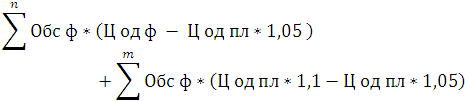 n ∑ Обс ф * (Ц од ф − Ц од пл * 1,05 )
+ m ∑ Обс ф * (Ц од пл * 1,1 − Ц од пл * 1,05)